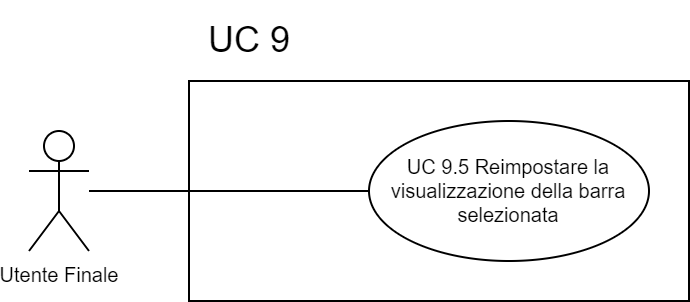 UC 9
UC 9.5 Reimpostare la
visualizzazione della barra
selezionata
Utente Finale